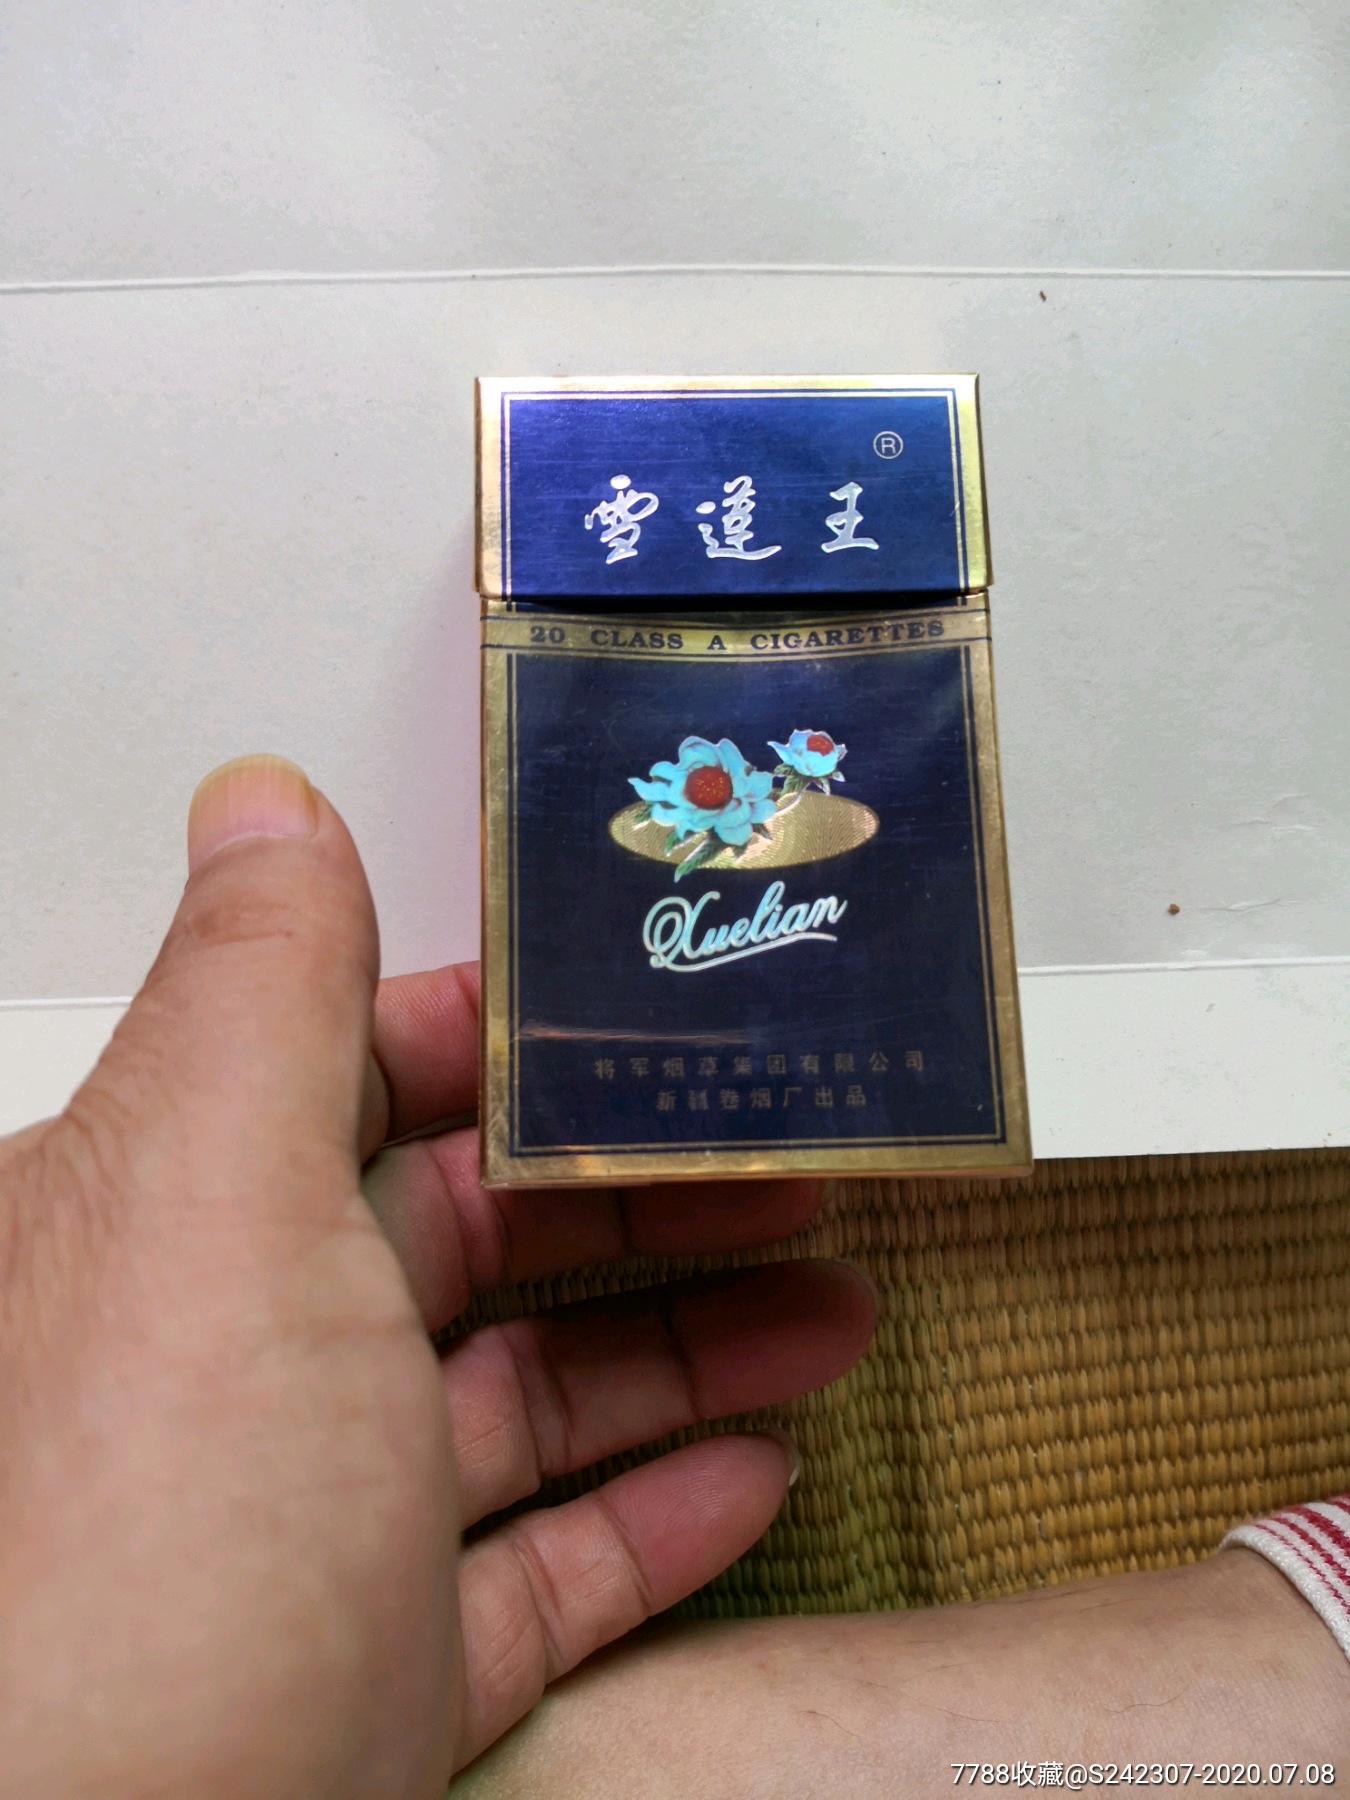 ®
雪莲王
20 CLASS A CIGARETTES
Xuelian
将军烟草集团有限公司
新疆卷烟厂出品
7788收藏@S242307-2020.07.08